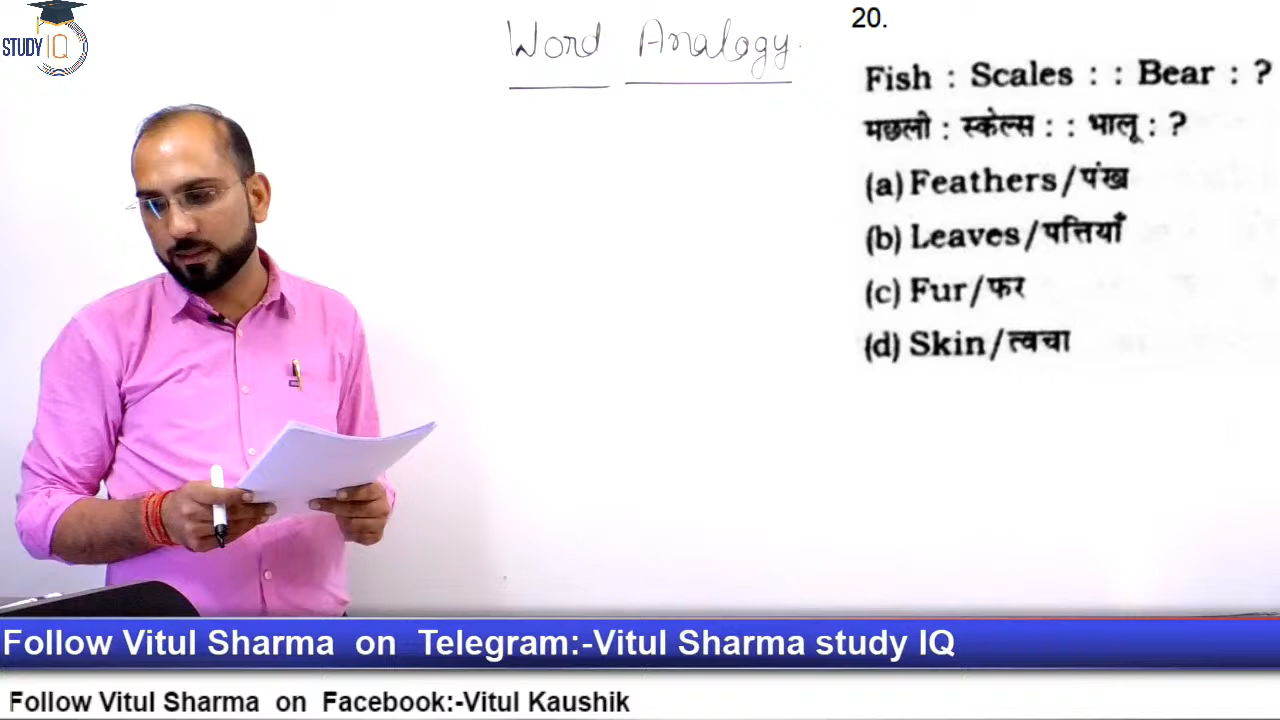 STUDY IQ
Word Analogy.
20.
Fish : Scales : : Bear : ?
मछली : स्केल्स : : भालू : ?
(a) Feathers/पंख
(b) Leaves/पत्तियाँ
(c) Fur/फर
(d) Skin/त्वचा
Follow Vitul Sharma on Telegram:-Vitul Sharma study IQ
Follow Vitul Sharma on Facebook:-Vitul Kaushik